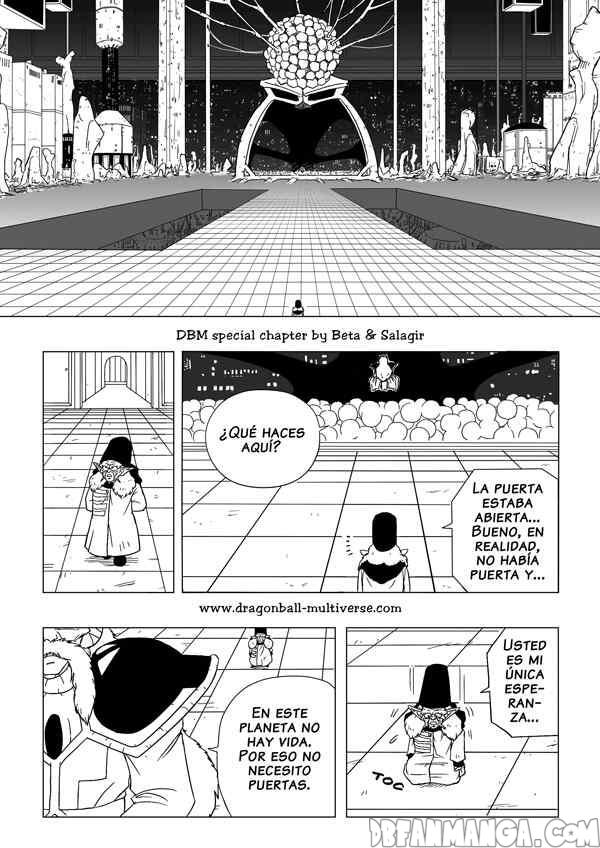 DBM special chapter by Beta & Salagir
¿QUÉ HACES
AQUÍ?
LA PUERTA
ESTABA
ABIERTA...
BUENO, EN
REALIDAD,
NO HABÍA
PUERTA Y...
www.dragonball-multiverse.com
EN ESTE
PLANETA NO
HAY VIDA.
POR ESO NO
NECESITO
PUERTAS.
USTED
ES MI
ÚNICA
ESPE-
RANZA...
TOC
DBFANMANGA.COM